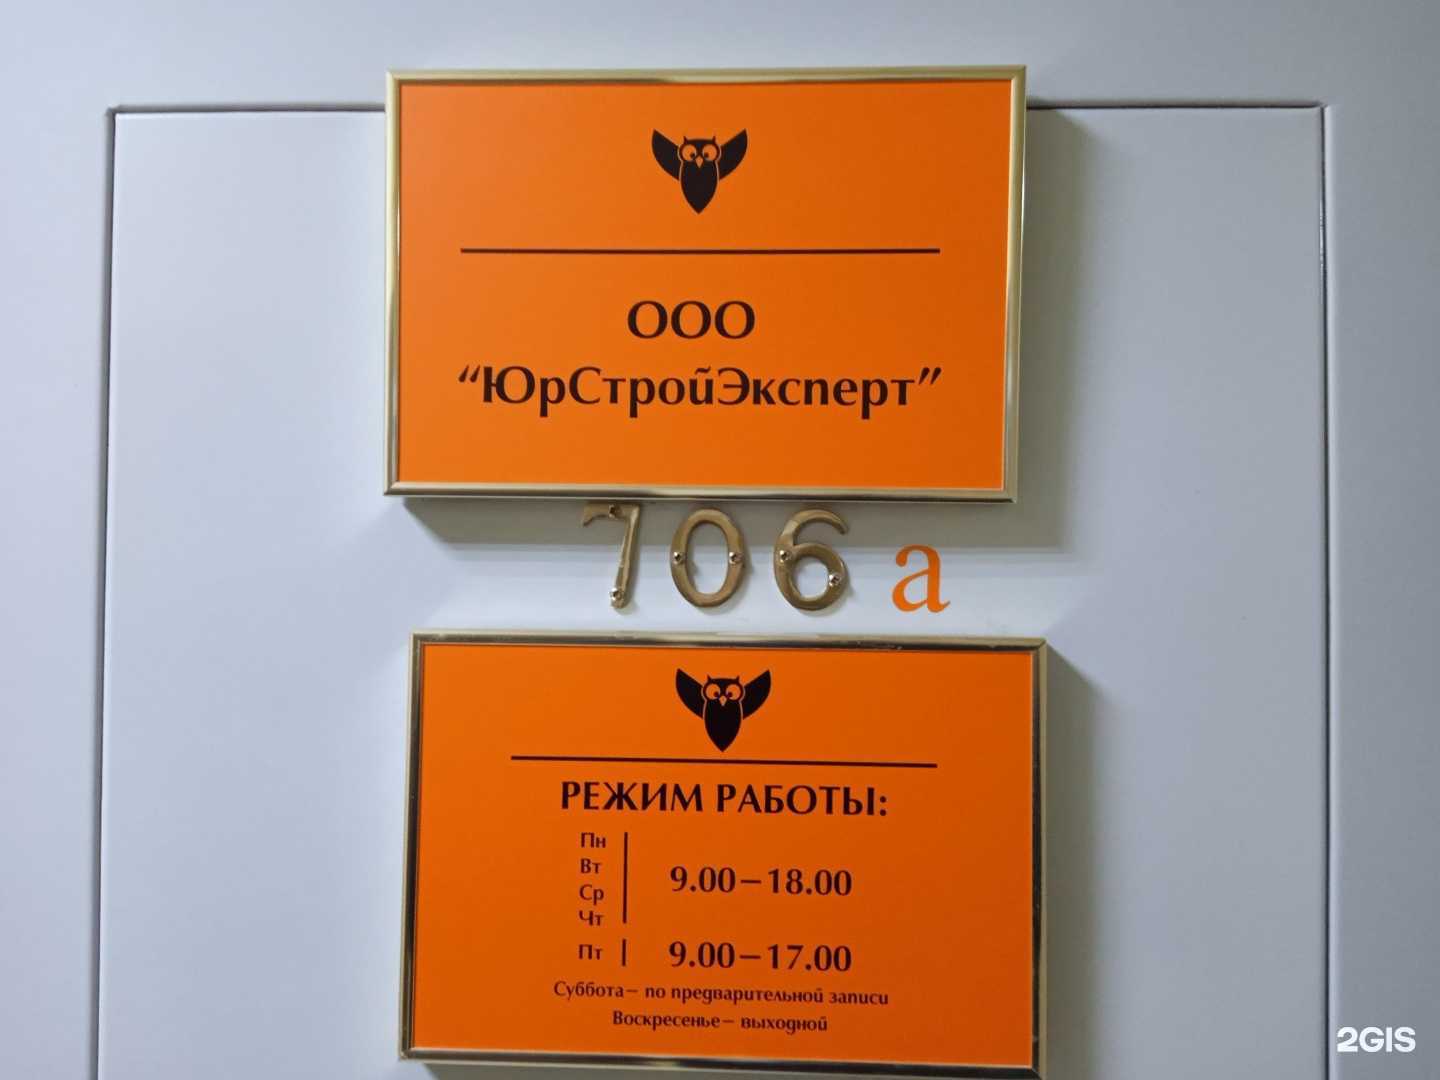 ООО
“ЮрСтройЭксперт”
706 а
РЕЖИМ РАБОТЫ:
Пн
Вт
Ср
Чт
9.00–18.00
Пт
9.00–17.00
Суббота– по предварительной записи
Воскресенье– выходной
2GIS